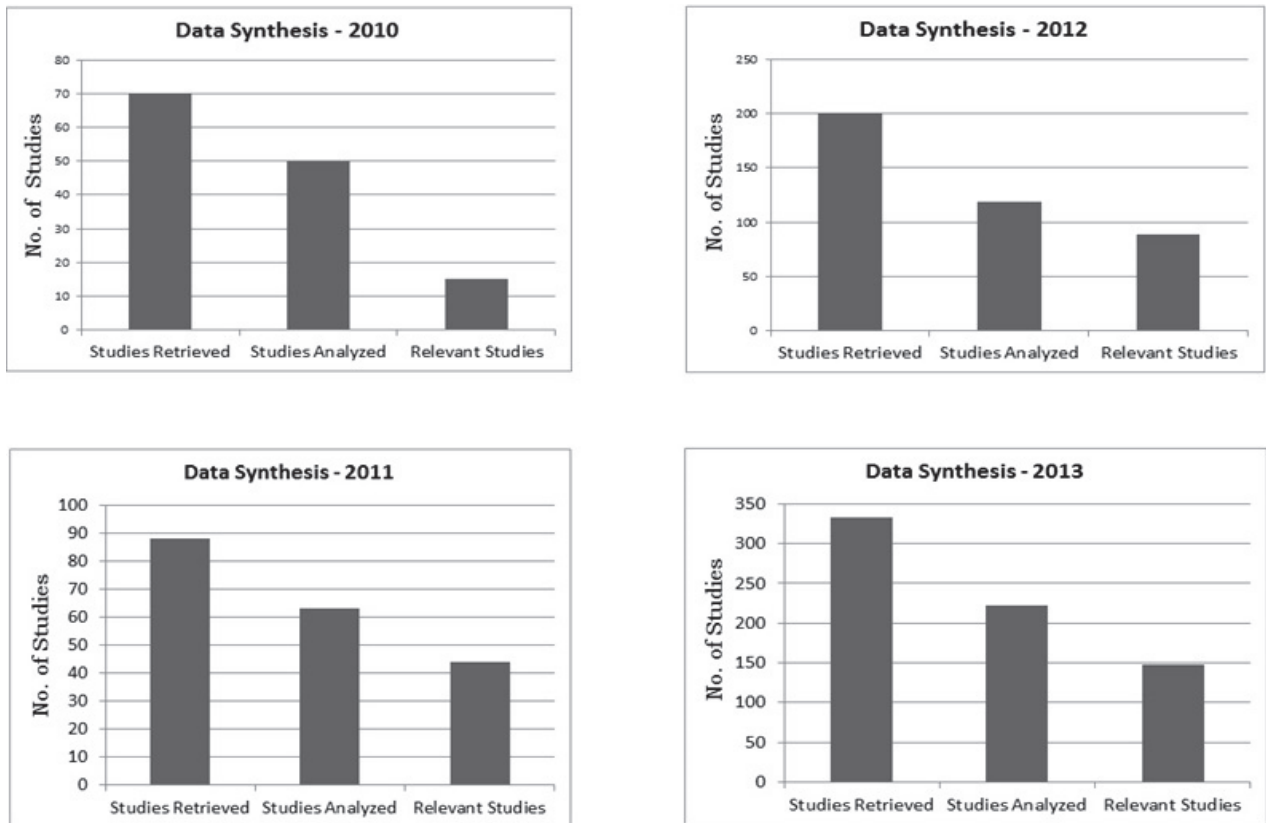 Data Synthesis - 2010
No. of Studies
80
70
60
50
40
30
20
10
0
Studies Retrieved Studies Analyzed Relevant Studies
Data Synthesis - 2012
No. of Studies
250
200
150
100
50
0
Studies Retrieved Studies Analyzed Relevant Studies
Data Synthesis - 2011
No. of Studies
100
90
80
70
60
50
40
30
20
10
0
Studies Retrieved Studies Analyzed Relevant Studies
Data Synthesis - 2013
No. of Studies
350
300
250
200
150
100
50
0
Studies Retrieved Studies Analyzed Relevant Studies